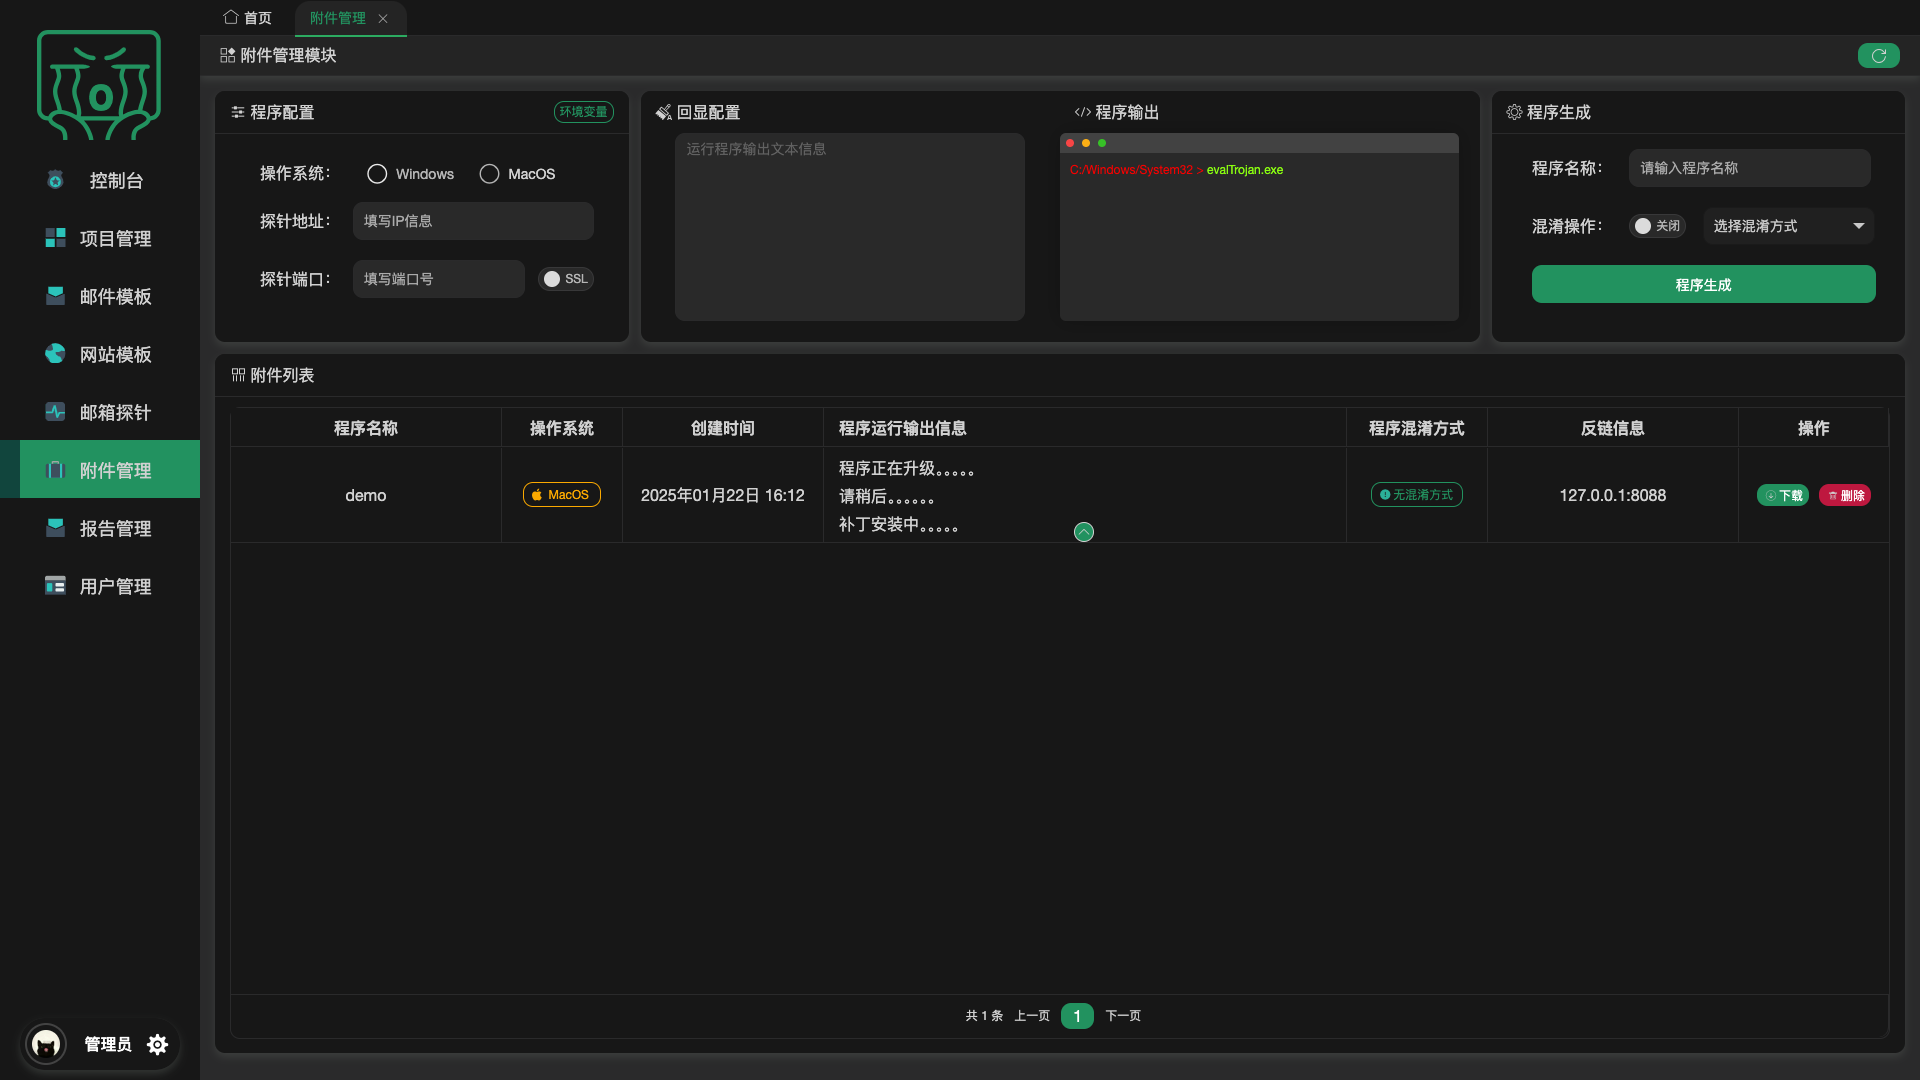 首页
附件管理
附件管理模块
控制台
项目管理
邮件模板
网站模板
邮箱探针
附件管理
报告管理
用户管理
管理员
程序配置
环境变量
操作系统：
Windows
MacOS
探针地址：
填写IP信息
探针端口：
填写端口号
SSL
回显配置
运行程序输出文本信息
程序输出
C:/Windows/System32 > evalTrojan.exe
程序生成
程序名称：
请输入程序名称
混淆操作：
关闭
选择混淆方式
程序生成
附件列表
程序名称 操作系统 创建时间 程序运行输出信息 程序混淆方式 反链信息 操作
demo
MacOS
2025年01月22日 16:12
程序正在升级。。。。。
请稍后。。。。。。
补丁安装中。。。。。
无混淆方式
127.0.0.1:8088
下载
删除
共 1 条 上一页 1 下一页